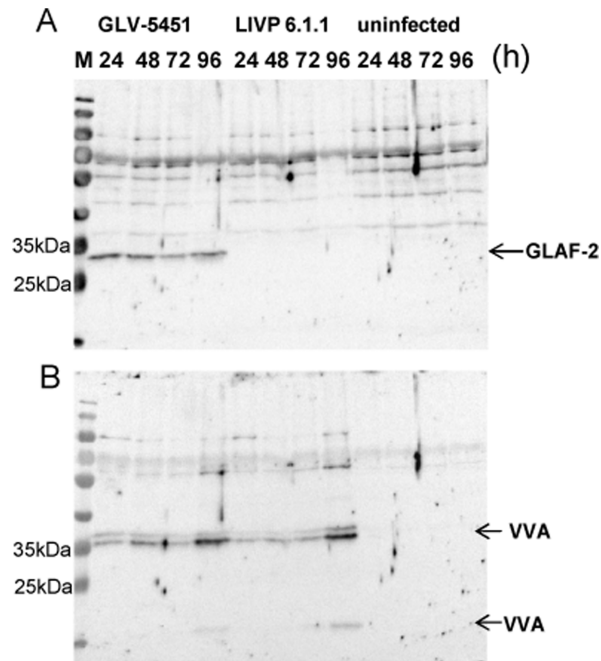 A
GLV-5451 LIVP 6.1.1 uninfected
M 24 48 72 96 24 48 72 96 24 48 72 96 (h)
35kDa
GLAF-2
25kDa
B
VVA
35kDa
25kDa
VVA